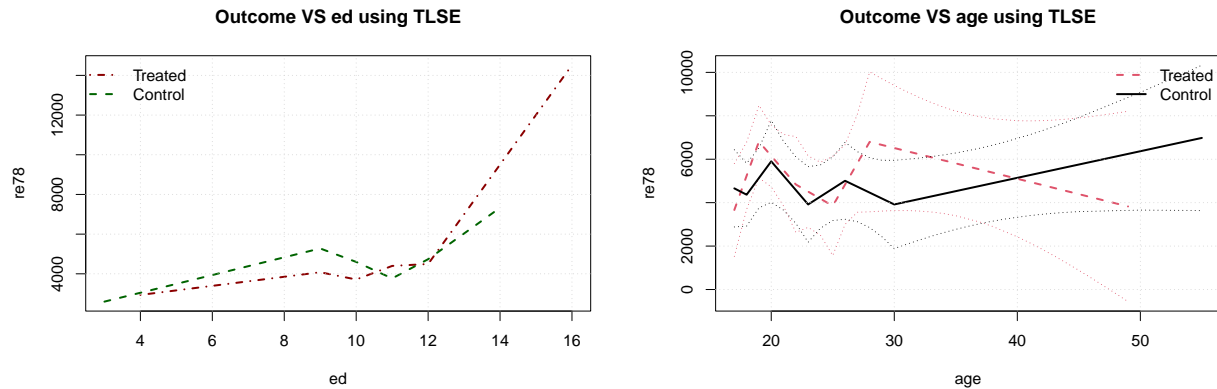 Outcome VS ed using TLSE
Treated
Control
re78
4000
8000
12000
4
6
8
10
12
14
16
ed
Outcome VS age using TLSE
Treated
Control
re78
0
2000
6000
10000
20
30
40
50
age